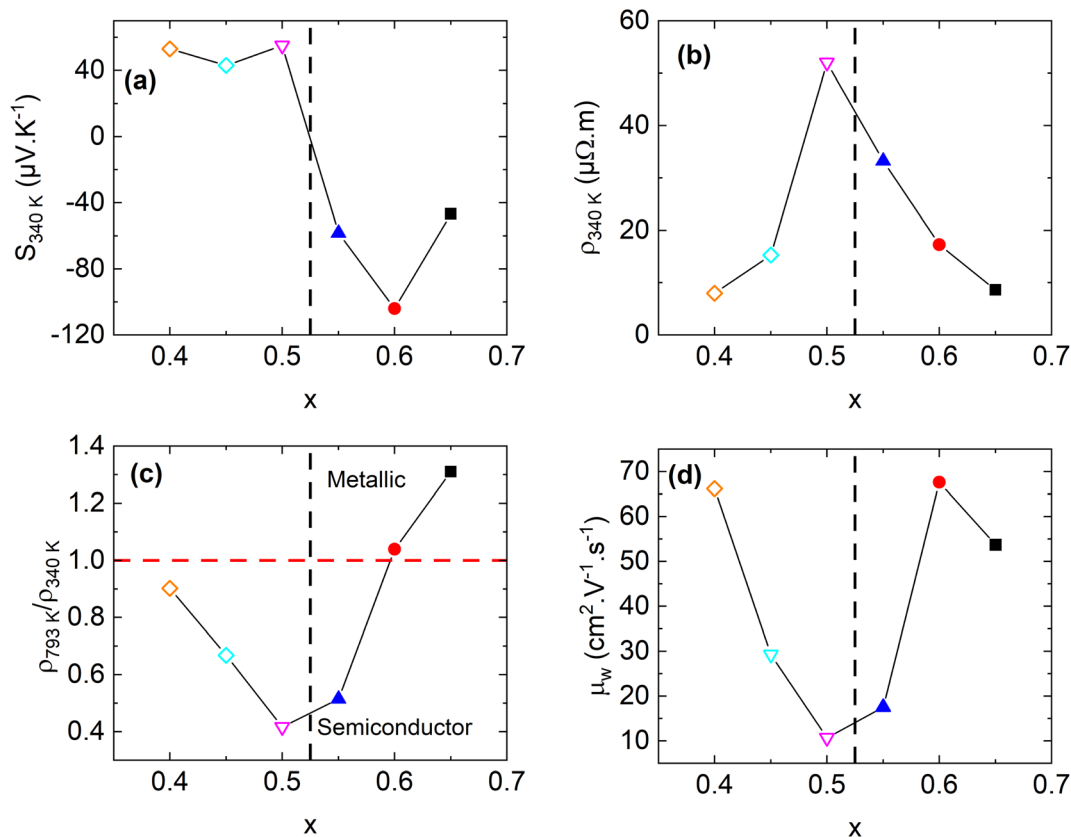 (a)
S340 K (µV.K-1)
40
0
-40
-80
-120
0.4 0.5 0.6 0.7
x
(b)
ρ340 K (µΩ.m)
60
40
20
0
0.4 0.5 0.6 0.7
x
(c)
ρ793 K/ρ340 K
1.4
1.2
1.0
0.8
0.6
0.4
Metallic
Semiconductor
0.4 0.5 0.6 0.7
x
(d)
µw (cm2.V-1.s-1)
70
60
50
40
30
20
10
0.4 0.5 0.6 0.7
x